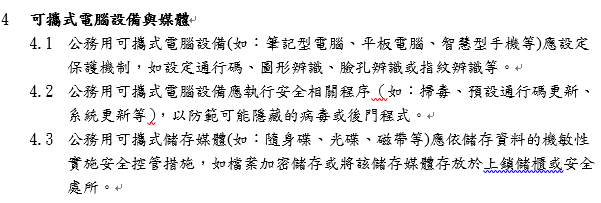 4 可攜式電腦設備與媒體
4.1 公務用可攜式電腦設備(如：筆記型電腦、平板電腦、智慧型手機等)應設定
保護機制，如設定通行碼、圖形辨識、臉孔辨識或指紋辨識等。
4.2 公務用可攜式電腦設備應執行安全相關程序（如：掃毒、預設通行碼更新、
系統更新等)，以防範可能隱藏的病毒或後門程式。
4.3 公務用可攜式儲存媒體(如：隨身碟、光碟、磁帶等)應依儲存資料的機敏性
實施安全控管措施，如檔案加密儲存或將該儲存媒體存放於上鎖儲櫃或安全
處所。